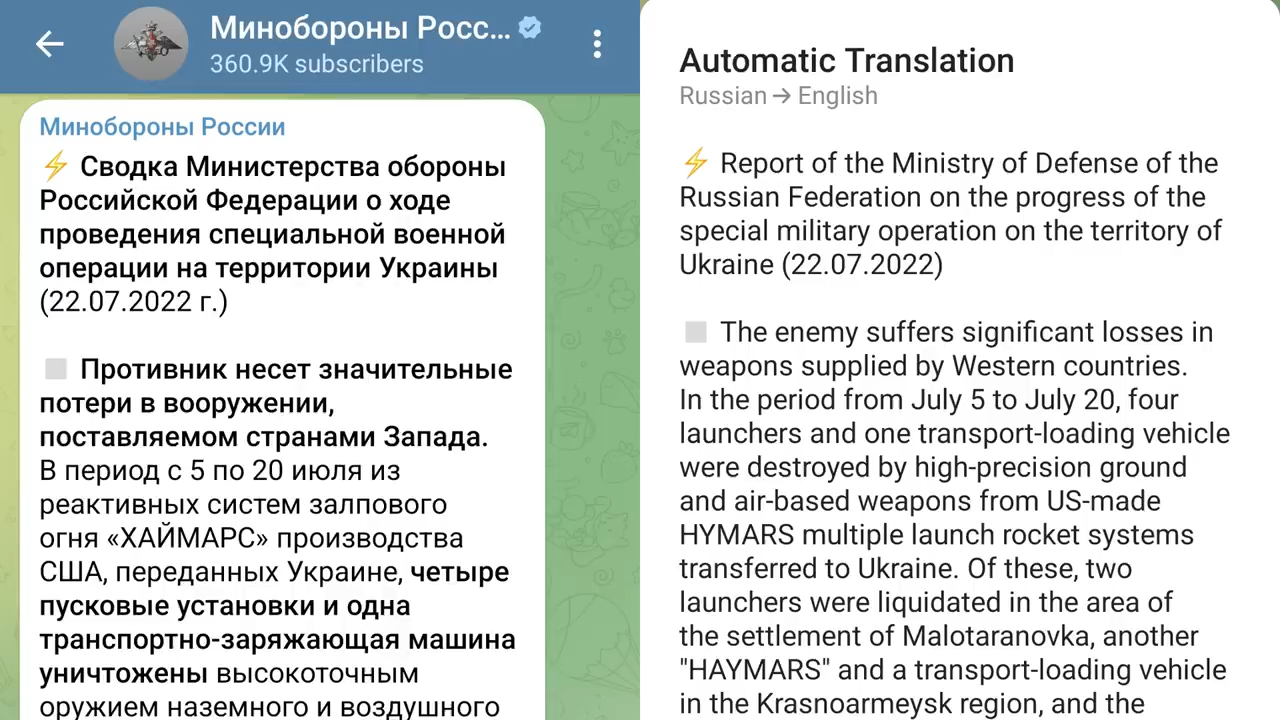 Минобороны Росс...
360.9K subscribers
Минобороны России
⚡ Сводка Министерства обороны
Российской Федерации о ходе
проведения специальной военной
операции на территории Украины
(22.07.2022 г.)
◻️ Противник несет значительные
потери в вооружении,
поставляемом странами Запада.
В период с 5 по 20 июля из
реактивных систем залпового
огня «ХАЙМАРС» производства
США, переданных Украине, четыре
пусковые установки и одна
транспортно-заряжающая машина
уничтожены высокоточным
оружием наземного и воздушного
Automatic Translation
Russian → English
⚡ Report of the Ministry of Defense of the
Russian Federation on the progress of the
special military operation on the territory of
Ukraine (22.07.2022)
◻️ The enemy suffers significant losses in
weapons supplied by Western countries.
In the period from July 5 to July 20, four
launchers and one transport-loading vehicle
were destroyed by high-precision ground
and air-based weapons from US-made
HYMARS multiple launch rocket systems
transferred to Ukraine. Of these, two
launchers were liquidated in the area of
the settlement of Malotaranovka, another
"HAYMARS" and a transport-loading vehicle
in the Krasnoarmeysk region, and the